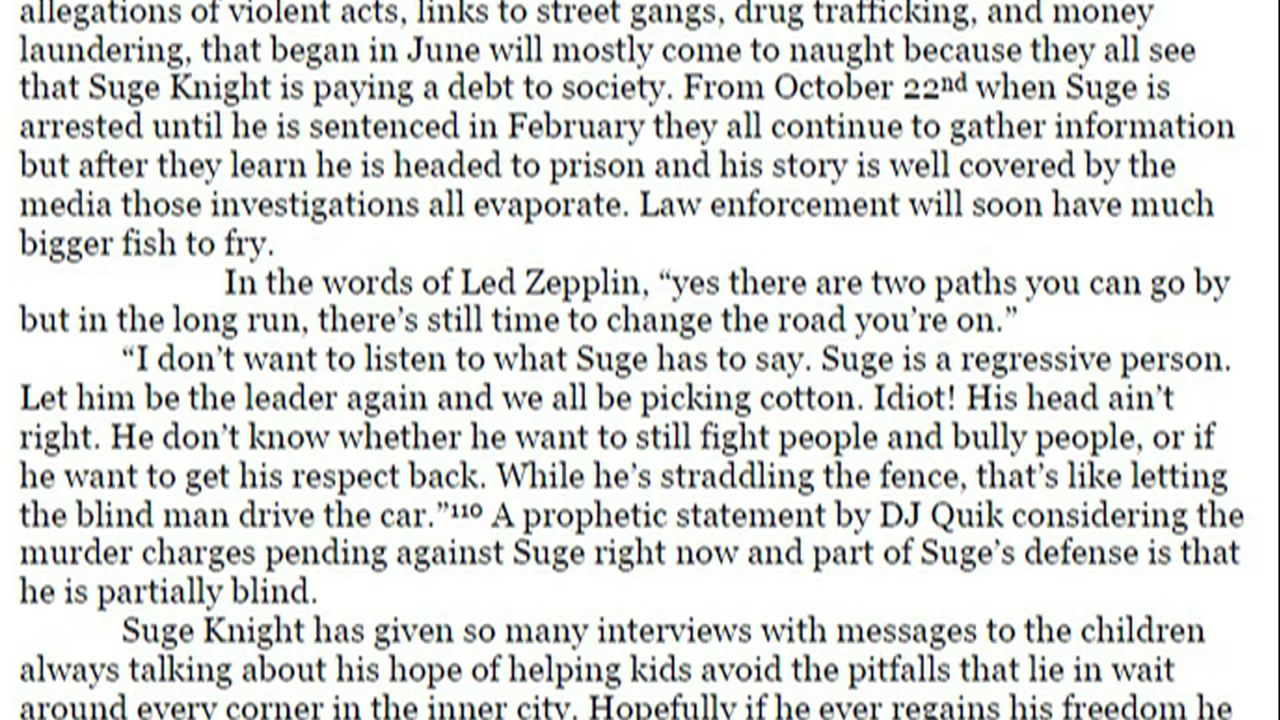 allegations of violent acts, links to street gangs, drug trafficking, and money
laundering, that began in June will mostly come to naught because they all see
that Suge Knight is paying a debt to society. From October 22nd when Suge is
arrested until he is sentenced in February they all continue to gather information
but after they learn he is headed to prison and his story is well covered by the
media those investigations all evaporate. Law enforcement will soon have much
bigger fish to fry.
In the words of Led Zepplin, “yes there are two paths you can go by
but in the long run, there’s still time to change the road you’re on.”
“I don’t want to listen to what Suge has to say. Suge is a regressive person.
Let him be the leader again and we all be picking cotton. Idiot! His head ain’t
right. He don’t know whether he want to still fight people and bully people, or if
he want to get his respect back. While he’s straddling the fence, that’s like letting
the blind man drive the car.”110 A prophetic statement by DJ Quik considering the
murder charges pending against Suge right now and part of Suge’s defense is that
he is partially blind.
Suge Knight has given so many interviews with messages to the children
always talking about his hope of helping kids avoid the pitfalls that lie in wait
around every corner in the inner city. Hopefully if he ever regains his freedom he